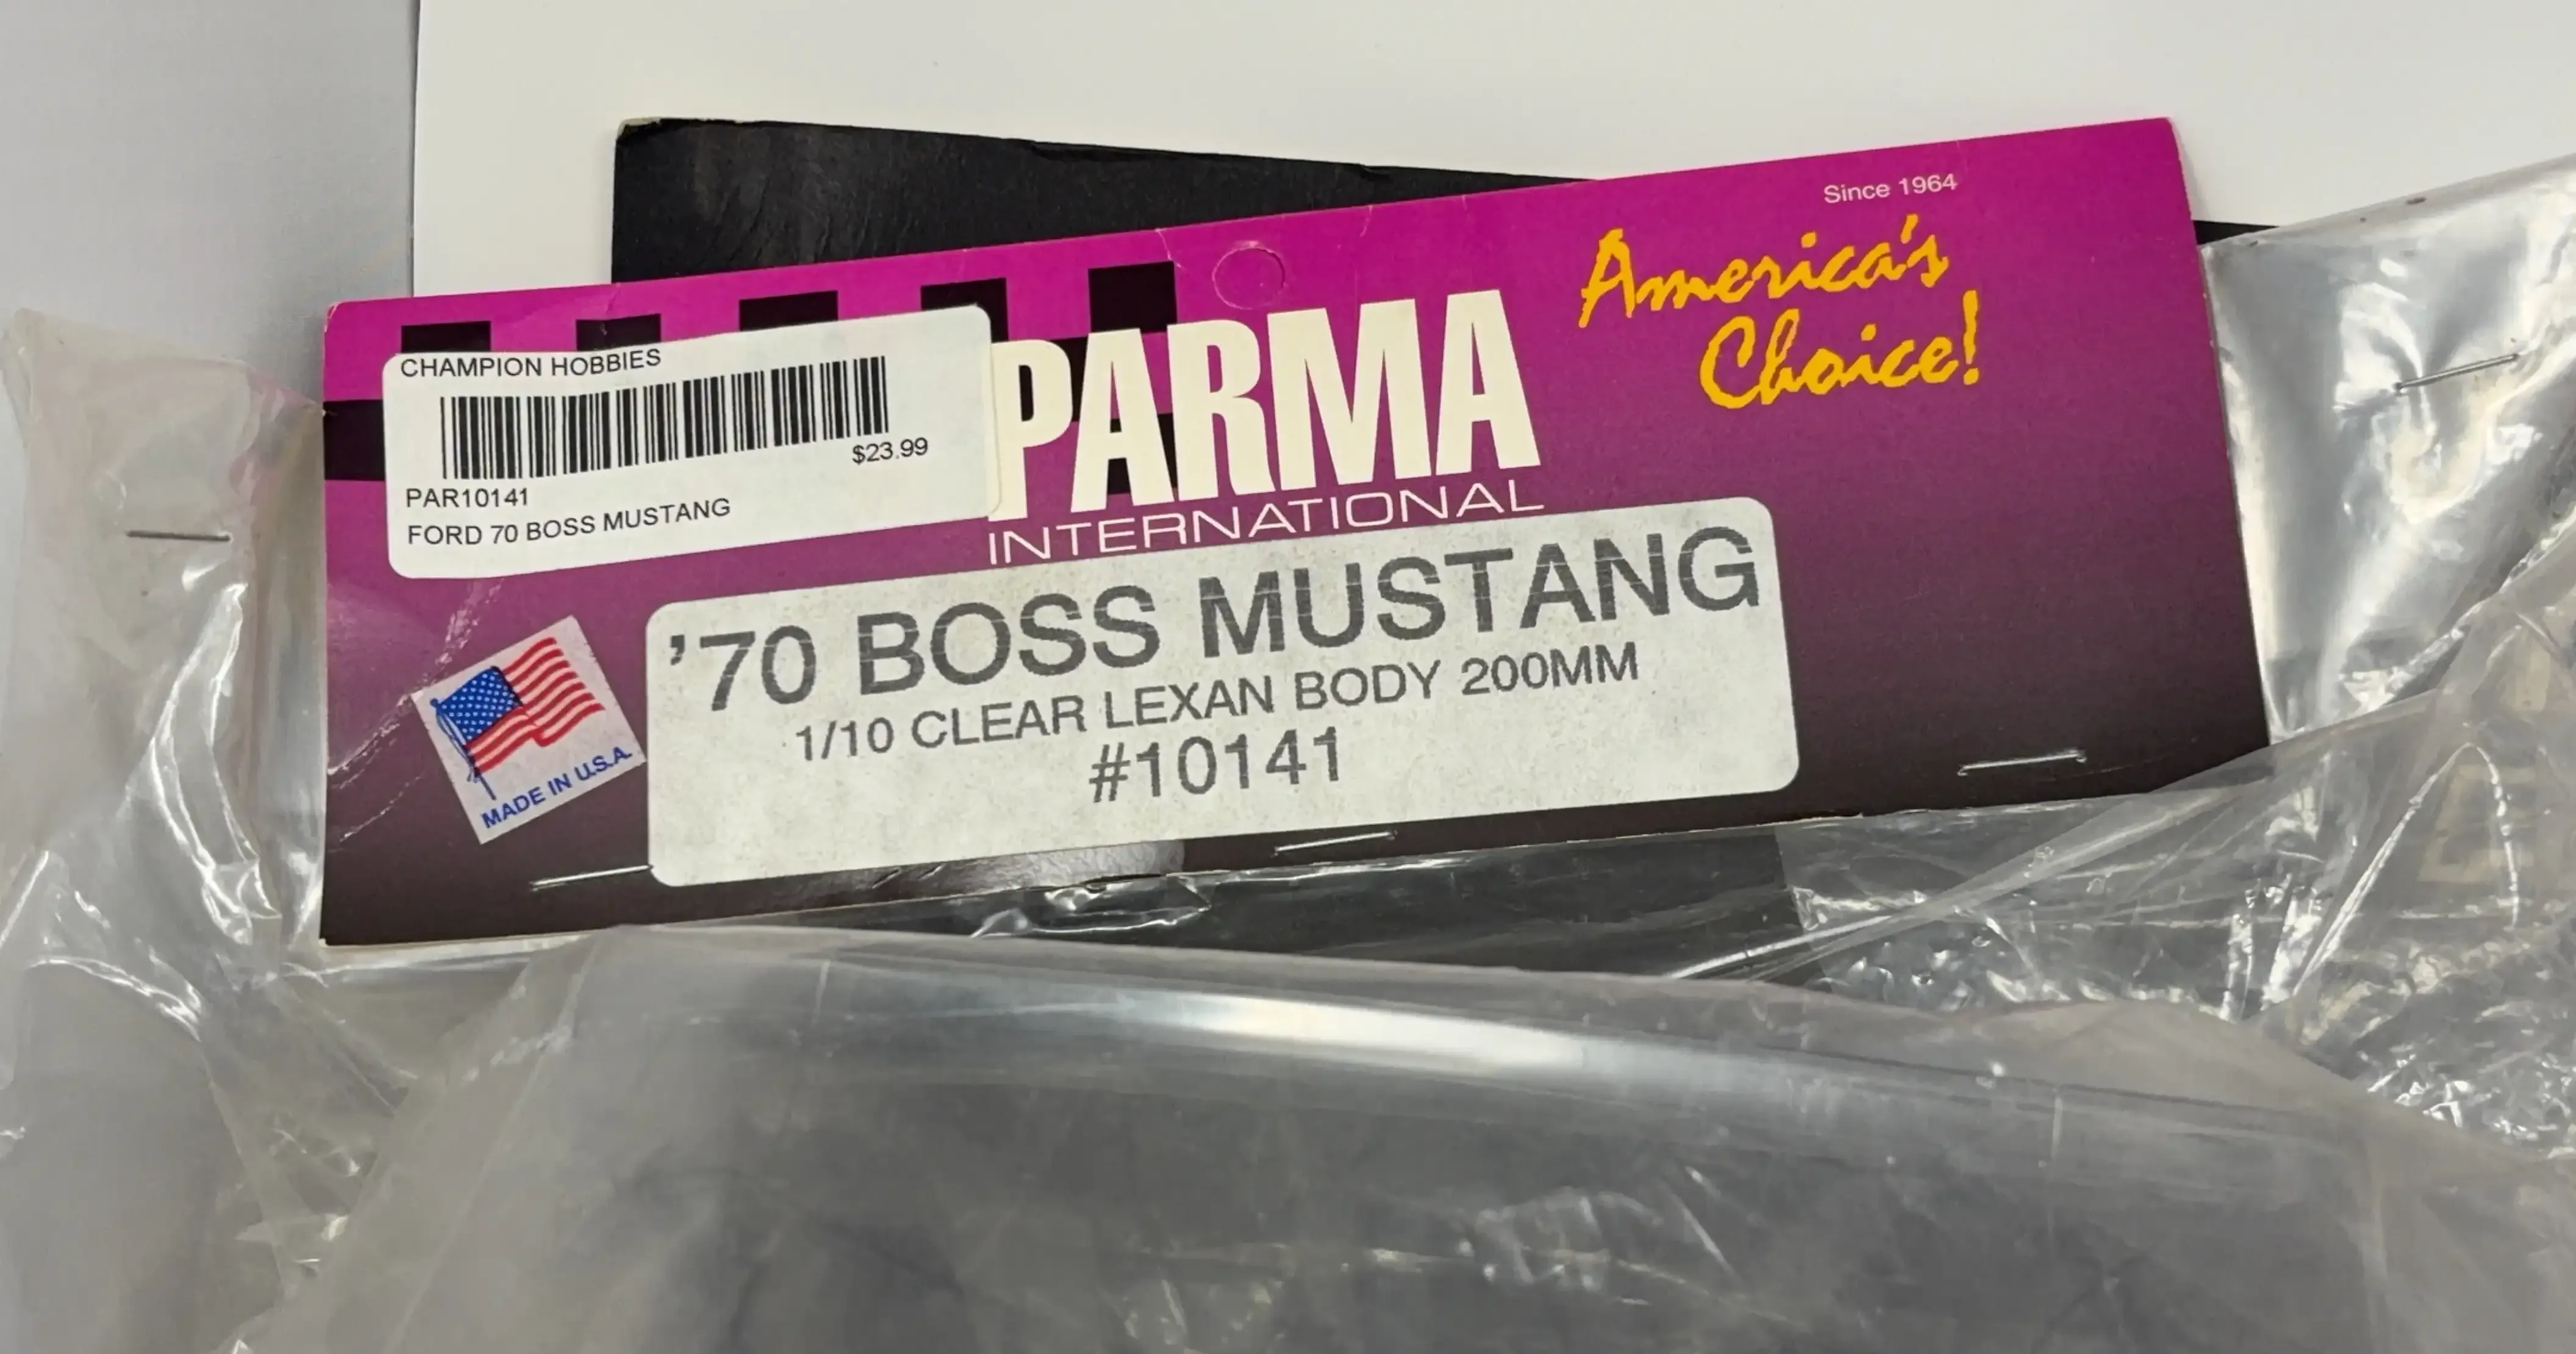 Since 1964
America's
Choice!
CHAMPION HOBBIES
$23.99
PAR10141
FORD 70 BOSS MUSTANG
PARMA
INTERNATIONAL
'70 BOSS MUSTANG
1/10 CLEAR LEXAN BODY 200MM
#10141
MADE IN U.S.A.